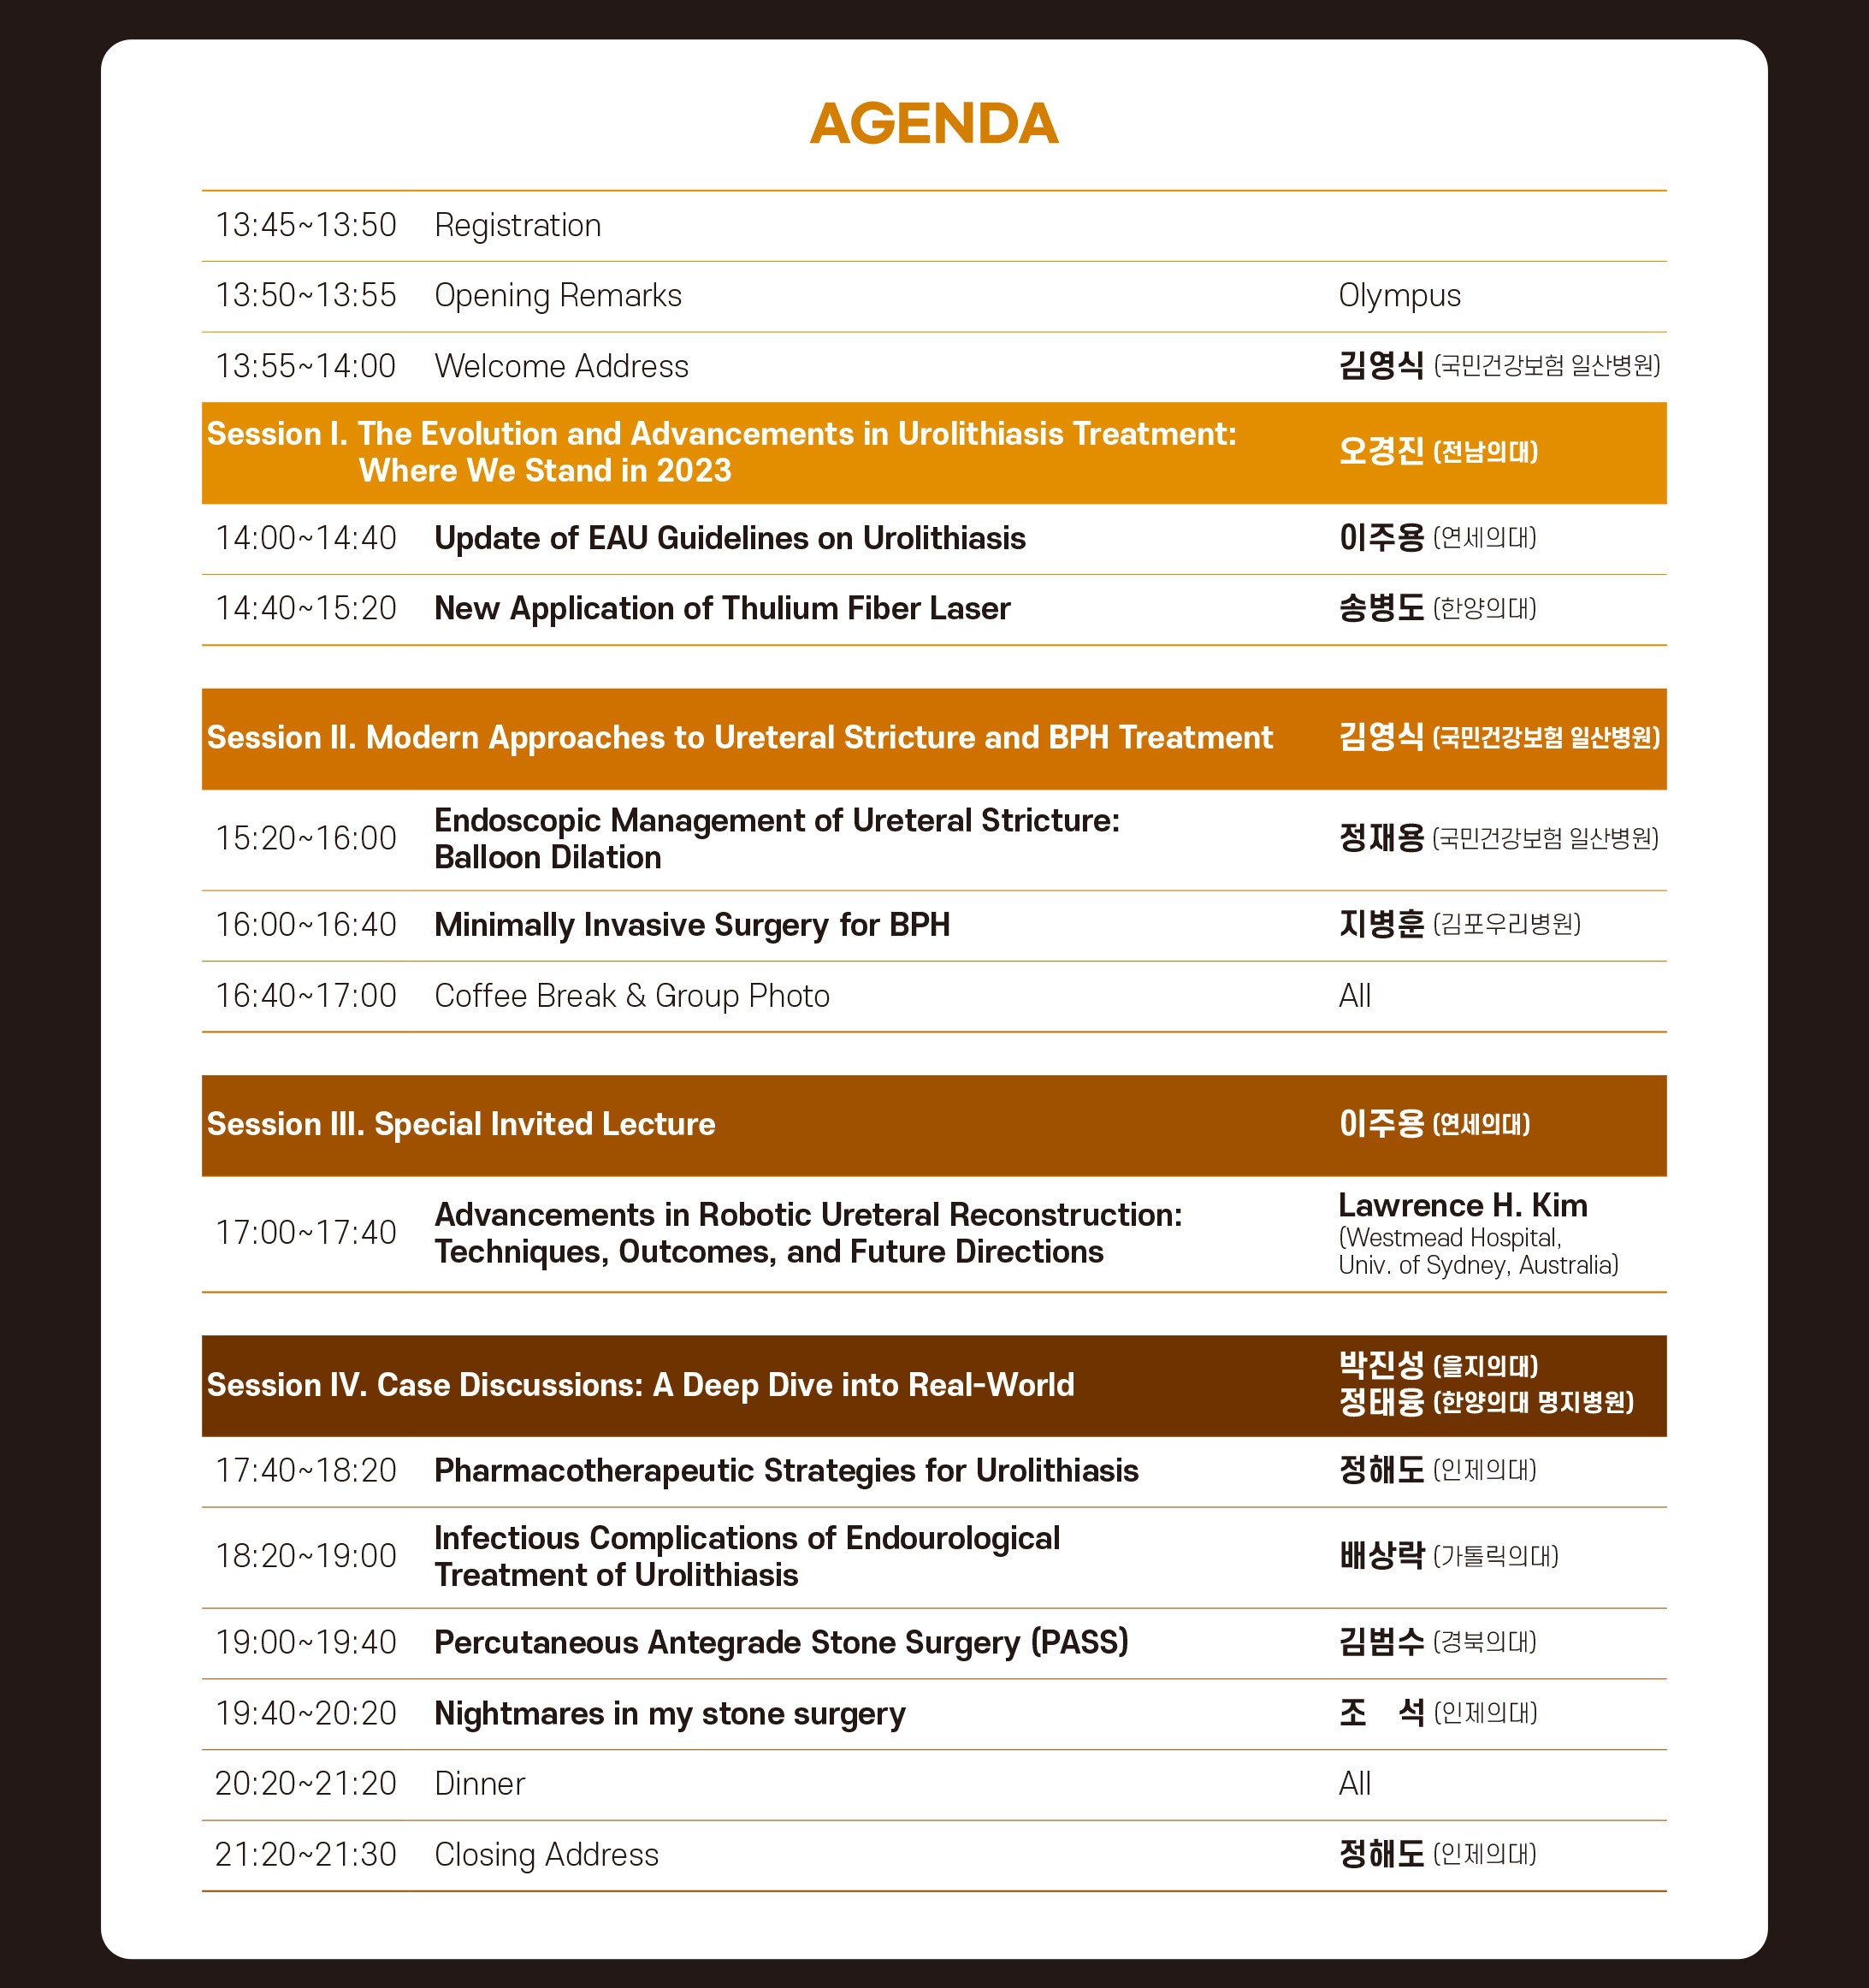 AGENDA
13:45~13:50 Registration
13:50~13:55 Opening Remarks Olympus
13:55~14:00 Welcome Address 김영식 (국민건강보험 일산병원)
Session I. The Evolution and Advancements in Urolithiasis Treatment:
Where We Stand in 2023
오경진 (전남의대)
14:00~14:40 Update of EAU Guidelines on Urolithiasis 이주용 (연세의대)
14:40~15:20 New Application of Thulium Fiber Laser 송병도 (한양의대)
Session II. Modern Approaches to Ureteral Stricture and BPH Treatment 김영식 (국민건강보험 일산병원)
15:20~16:00
Endoscopic Management of Ureteral Stricture:
Balloon Dilation
정재용 (국민건강보험 일산병원)
16:00~16:40 Minimally Invasive Surgery for BPH 지병훈 (김포우리병원)
16:40~17:00 Coffee Break & Group Photo All
Session III. Special Invited Lecture 이주용 (연세의대)
17:00~17:40
Advancements in Robotic Ureteral Reconstruction:
Techniques, Outcomes, and Future Directions
Lawrence H. Kim
(Westmead Hospital,
Univ. of Sydney, Australia)
Session IV. Case Discussions: A Deep Dive into Real-World
박진성 (을지의대)
정태융 (한양의대 명지병원)
17:40~18:20 Pharmacotherapeutic Strategies for Urolithiasis 정해도 (인제의대)
18:20~19:00
Infectious Complications of Endourological
Treatment of Urolithiasis
배상락 (가톨릭의대)
19:00~19:40 Percutaneous Antegrade Stone Surgery (PASS) 김범수 (경북의대)
19:40~20:20 Nightmares in my stone surgery 조 석 (인제의대)
20:20~21:20 Dinner All
21:20~21:30 Closing Address 정해도 (인제의대)